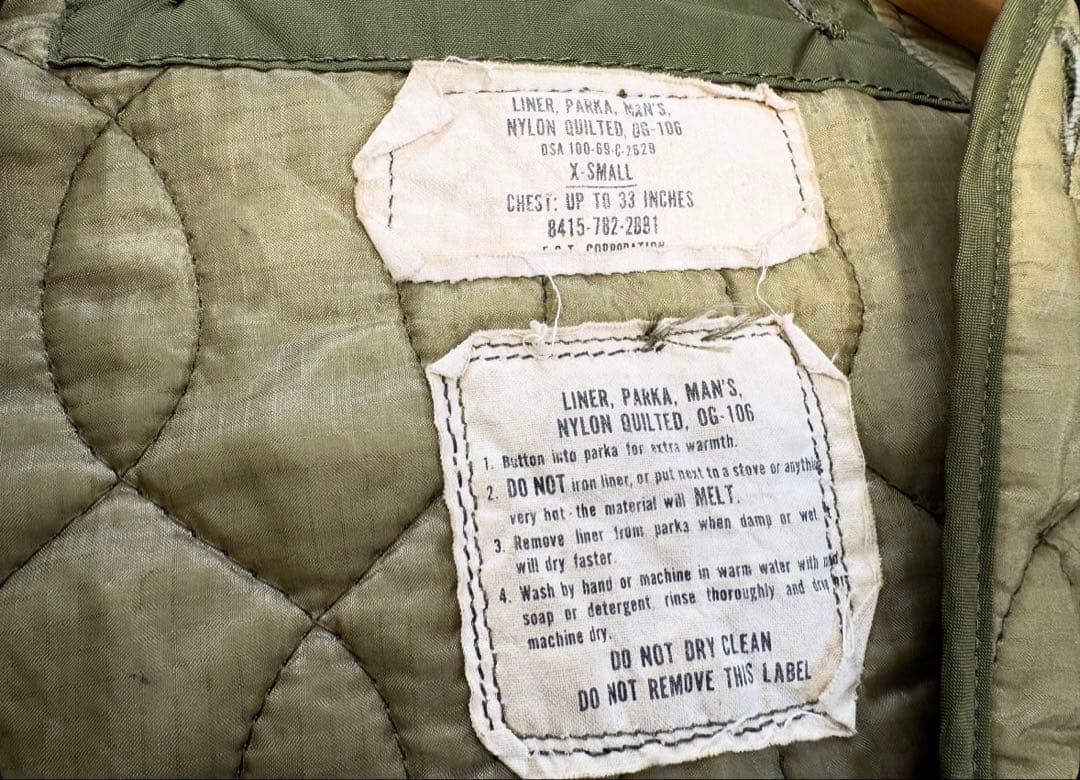 LINER, PARKA, MAN'S,
NYLON QUILTED, OG-106
DSA 100-69-C-2629
X-SMALL
CHEST: UP TO 33 INCHES
8415-782-2881
CORPORATION
LINER, PARKA, MAN'S,
NYLON QUILTED, OG-106
1. Button into parka for extra warmth.
2. DO NOT iron liner, or put next to a stove or anything
very hot - the material will MELT.
3. Remove liner from parka when damp or wet,
will dry faster.
4. Wash by hand or machine in warm water with
soap or detergent, rinse thoroughly and drip or
machine dry.
DO NOT DRY CLEAN
DO NOT REMOVE THIS LABEL